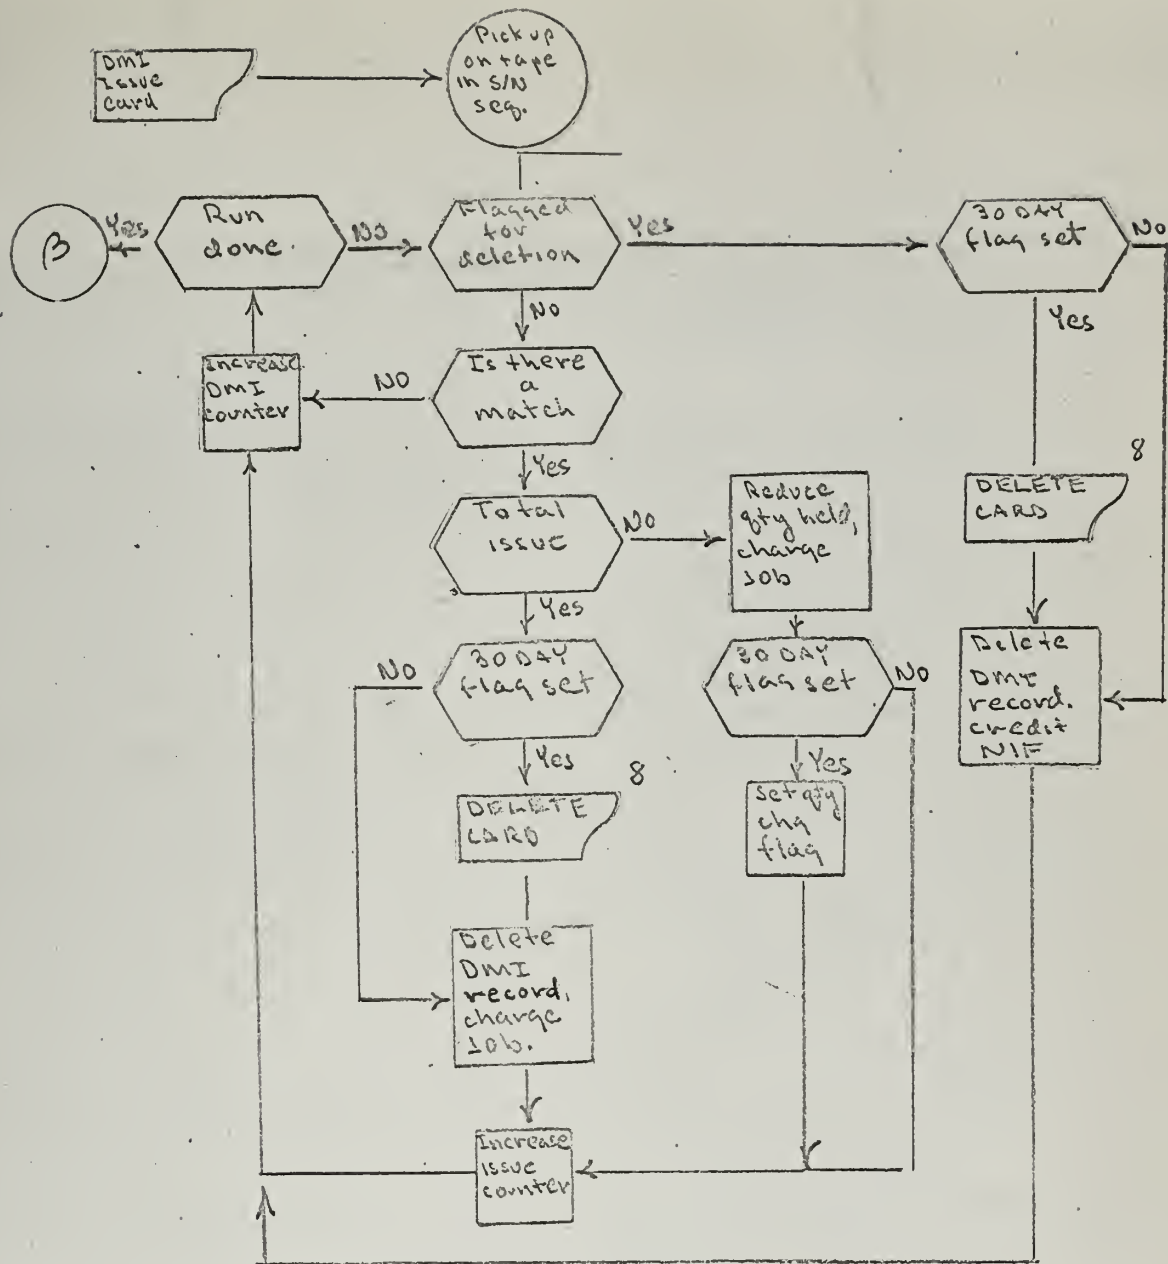 DMI
Issue
Card
Pick up
on tape
in S/N
seq.
β
Yes
Run
done.
No
Flagged
for
deletion
Yes
30 DAY
flag set
No
No
Yes
Increase
DMI
counter
NO
Is there
a
match
Yes
Total
issue
No
Reduce
qty held,
charge
job
8
DELETE
CARD
Yes
No
30 DAY
flag set
30 DAY
flag set
No
Delete
DMI
record.
credit
NIF
Yes
8
DELETE
CARD
Yes
set qty
chg
flag
Delete
DMI
record,
charge
job.
Increase
issue
counter